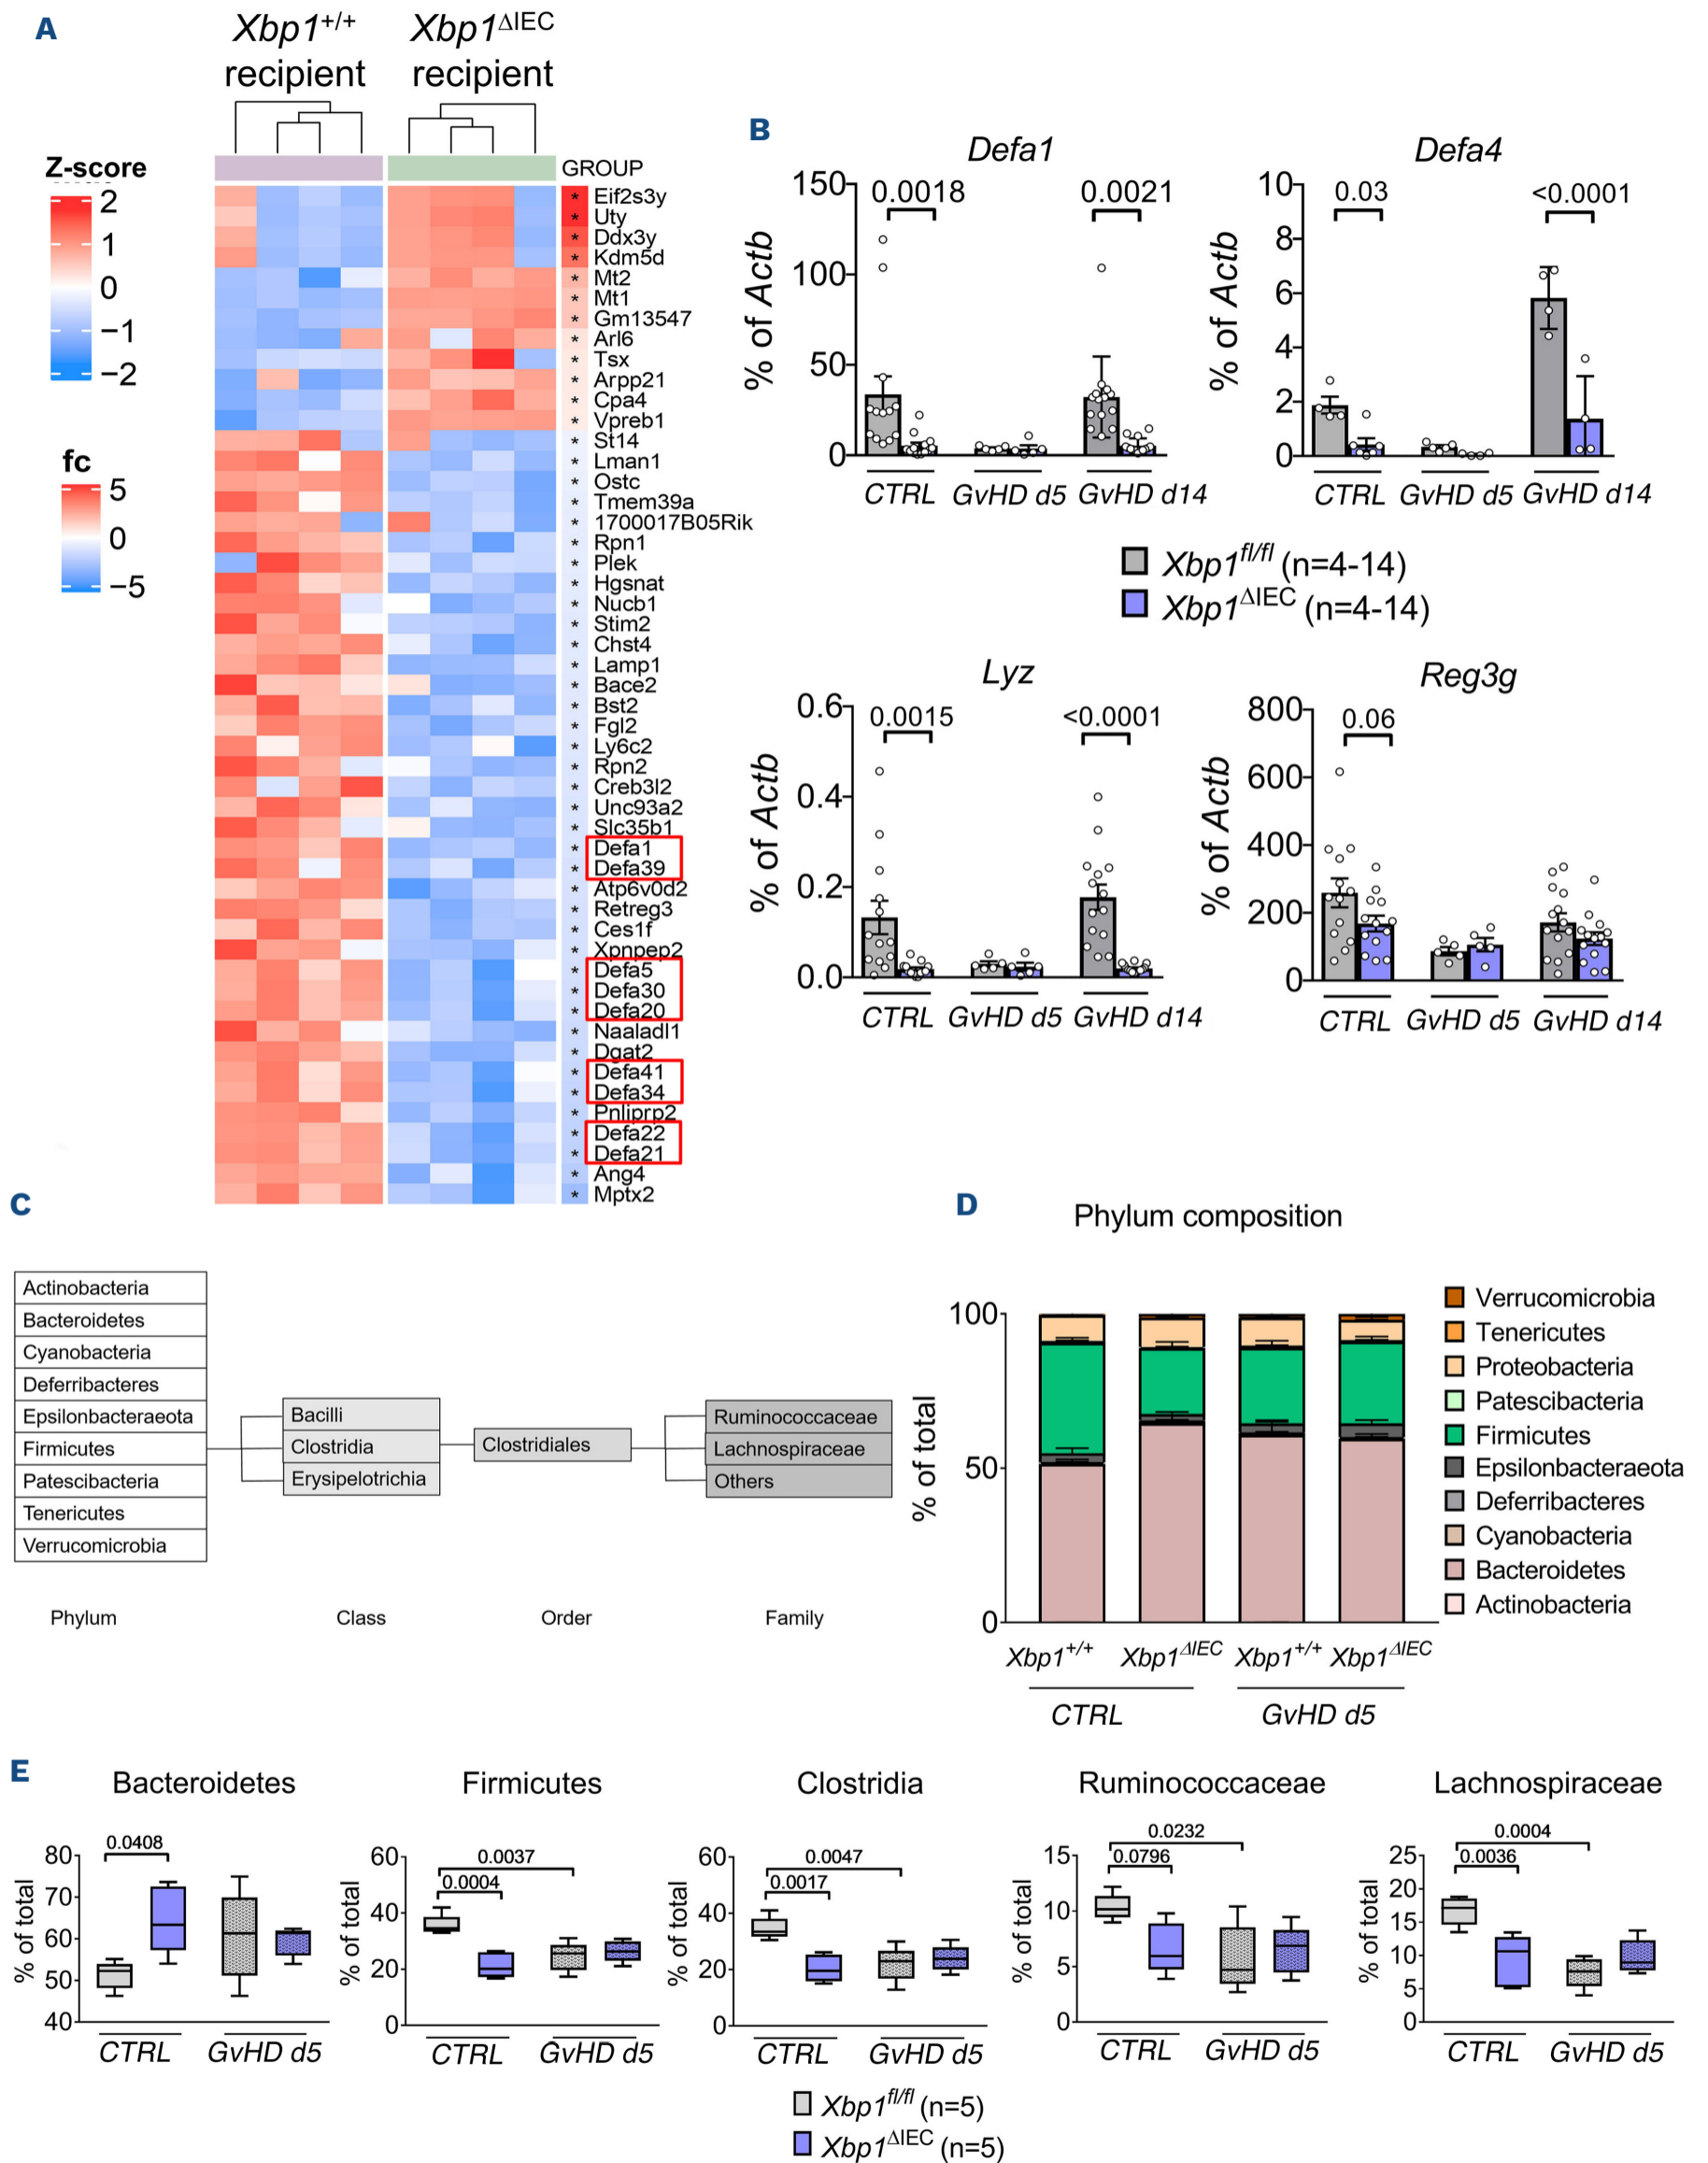 A
Xbp1+/+ recipient
Xbp1ΔIEC recipient
Z-score
2
1
0
−1
−2
fc
5
0
−5
GROUP
* Eif2s3y
* Uty
* Ddx3y
* Kdm5d
* Mt2
* Mt1
* Gm13547
* Arl6
* Tsx
* Arpp21
* Cpa4
* Vpreb1
* St14
* Lman1
* Ostc
* Tmem39a
* 1700017B05Rik
* Rpn1
* Plek
* Hgsnat
* Nucb1
* Stim2
* Chst4
* Lamp1
* Bace2
* Bst2
* Fgl2
* Ly6c2
* Rpn2
* Creb3l2
* Unc93a2
* Slc35b1
* Defa1
* Defa39
* Atp6v0d2
* Retreg3
* Ces1f
* Xpnpep2
* Defa5
* Defa30
* Defa20
* Naaladl1
* Dgat2
* Defa41
* Defa34
* Pnliprp2
* Defa22
* Defa21
* Ang4
* Mptx2
B
Defa1
% of Actb
150
100
50
0
0.0018
0.0021
CTRL GvHD d5 GvHD d14
Defa4
% of Actb
10
8
6
4
2
0
0.03
<0.0001
CTRL GvHD d5 GvHD d14
Xbp1fl/fl (n=4-14)
Xbp1ΔIEC (n=4-14)
Lyz
% of Actb
0.6
0.4
0.2
0.0
0.0015
<0.0001
CTRL GvHD d5 GvHD d14
Reg3g
% of Actb
800
600
400
200
0
0.06
CTRL GvHD d5 GvHD d14
C
Actinobacteria
Bacteroidetes
Cyanobacteria
Deferribacteres
Epsilonbacteraeota
Firmicutes
Patescibacteria
Tenericutes
Verrucomicrobia
Bacilli
Clostridia
Erysipelotrichia
Clostridiales
Ruminococcaceae
Lachnospiraceae
Others
Phylum Class Order Family
D
Phylum composition
% of total
100
50
0
Xbp1+/+ Xbp1ΔIEC Xbp1+/+ Xbp1ΔIEC
CTRL GvHD d5
Verrucomicrobia
Tenericutes
Proteobacteria
Patescibacteria
Firmicutes
Epsilonbacteraeota
Deferribacteres
Cyanobacteria
Bacteroidetes
Actinobacteria
E
Bacteroidetes
% of total
80
70
60
50
40
0.0408
CTRL GvHD d5
Firmicutes
% of total
60
40
20
0
0.0037
0.0004
CTRL GvHD d5
Clostridia
% of total
60
40
20
0
0.0047
0.0017
CTRL GvHD d5
Ruminococcaceae
% of total
15
10
5
0
0.0232
0.0796
CTRL GvHD d5
Lachnospiraceae
% of total
25
20
15
10
5
0
0.0004
0.0036
CTRL GvHD d5
Xbp1fl/fl (n=5)
Xbp1ΔIEC (n=5)